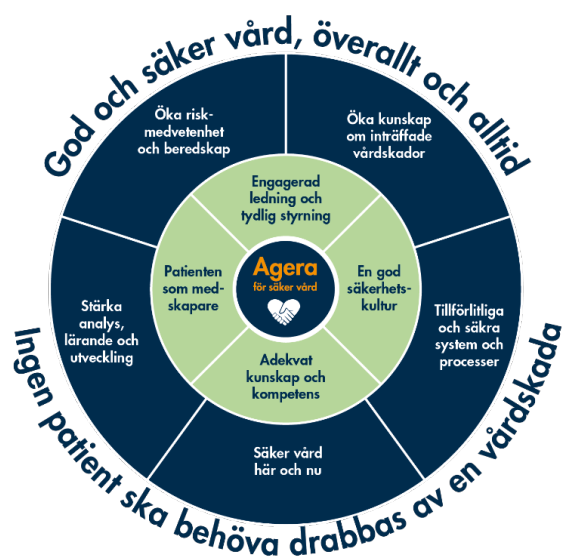 God och säker vård, överallt och alltid
Öka risk-
medvetenhet
och beredskap
Öka kunskap
om inträffade
vårdskador
Engagerad
ledning och
tydlig styrning
Patienten
som med-
skapare
Agera
för säker vård
En god
säkerhets-
kultur
Stärka
analys,
lärande och
utveckling
Tillförlitliga
och säkra
system och
processer
Adekvat
kunskap och
kompetens
Säker vård
här och nu
Ingen patient ska behöva drabbas av en vårdskada